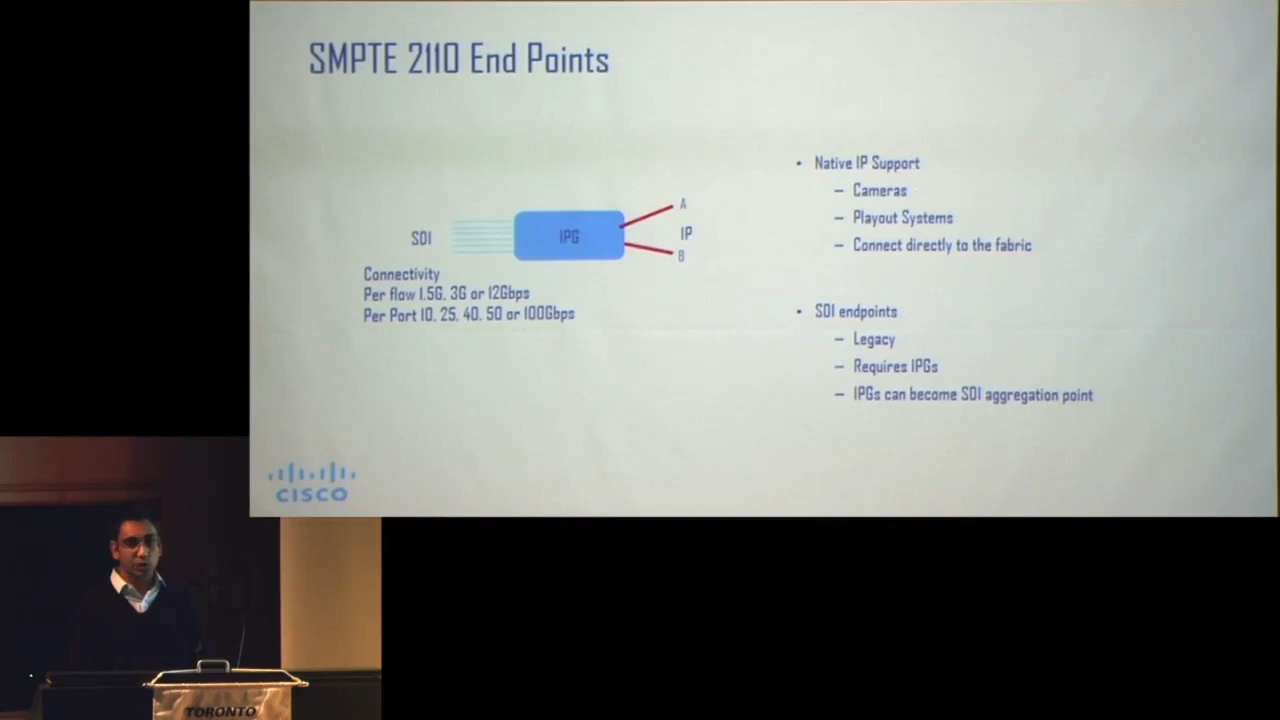 SMPTE 2110 End Points
SDI
IPG
A
IP
B
Connectivity
Per flow 1.5G, 3G or 12Gbps
Per Port 10, 25, 40, 50 or 100Gbps
• Native IP Support
– Cameras
– Playout Systems
– Connect directly to the fabric
• SDI endpoints
– Legacy
– Requires IPGs
– IPGs can become SDI aggregation point
CISCO
TORONTO